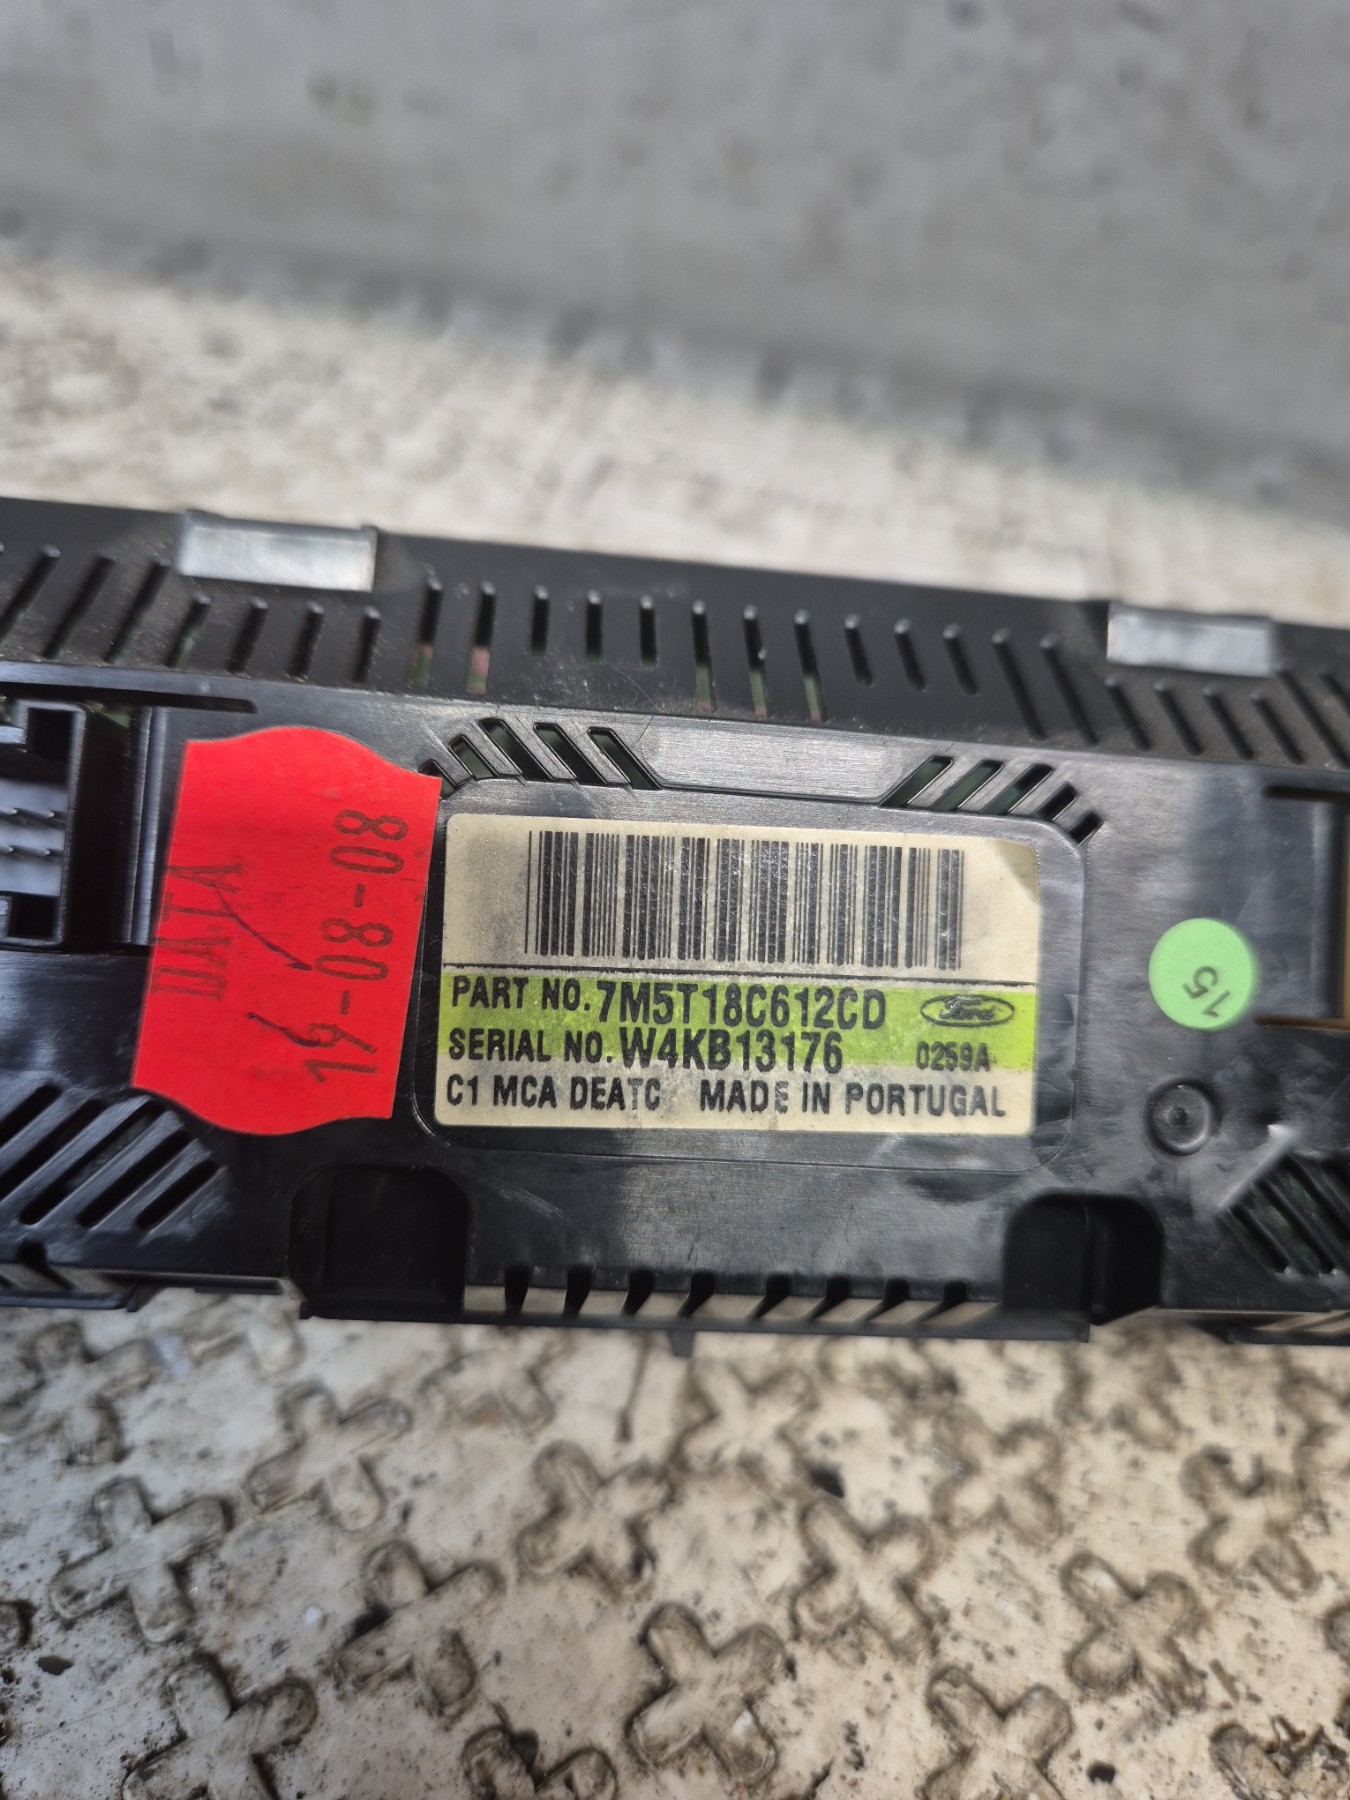 DATA
19-08-08
PART NO. 7M5T18C612CD
Ford
SERIAL NO. W4KB13176
0259A
C1 MCA DEATC MADE IN PORTUGAL
15